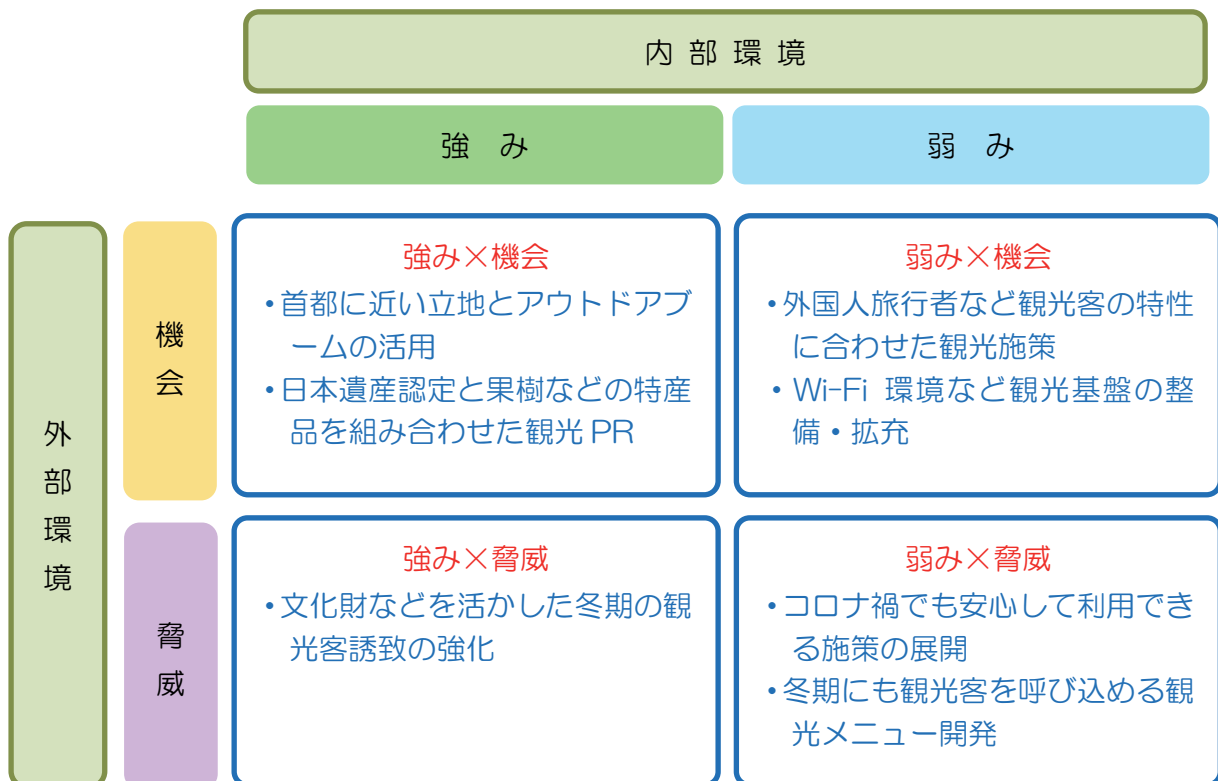 内部環境
強み
弱み
外部環境
機会
強み×機会
・首都に近い立地とアウトドアブ
ームの活用
・日本遺産認定と果樹などの特産
品を組み合わせた観光 PR
弱み×機会
・外国人旅行者など観光客の特性
に合わせた観光施策
・Wi-Fi 環境など観光基盤の整
備・拡充
脅威
強み×脅威
・文化財などを活かした冬期の観
光客誘致の強化
弱み×脅威
・コロナ禍でも安心して利用でき
る施策の展開
・冬期にも観光客を呼び込める観
光メニュー開発